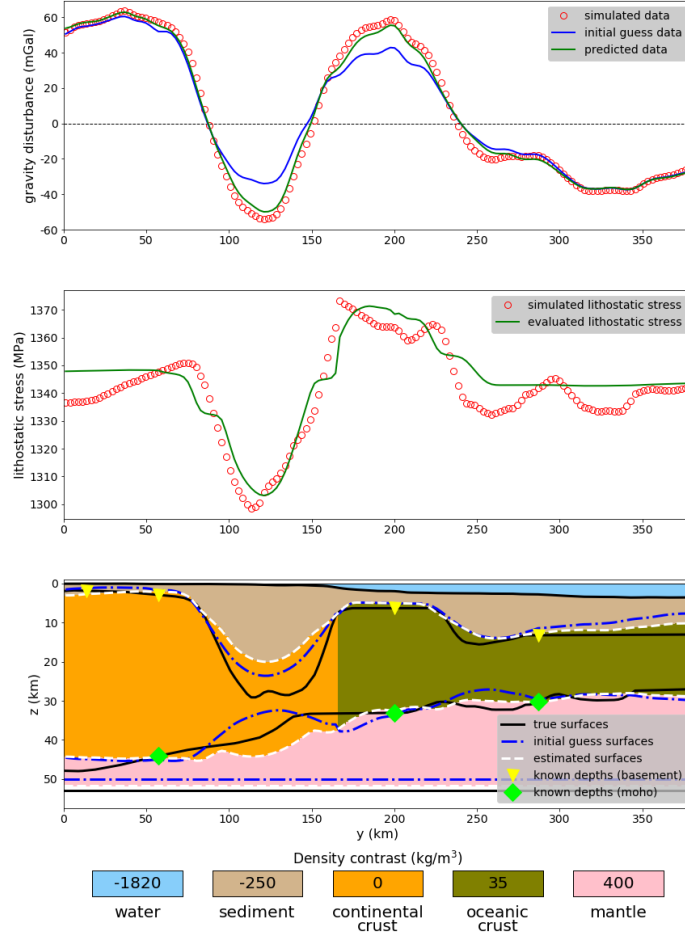 60
40
20
0
-20
-40
-60
gravity disturbance (mGal)
simulated data
initial guess data
predicted data
0 50 100 150 200 250 300 350
1370
1360
1350
1340
1330
1320
1310
1300
lithostatic stress (MPa)
simulated lithostatic stress
evaluated lithostatic stress
0 50 100 150 200 250 300 350
0
10
20
30
40
50
z (km)
true surfaces
initial guess surfaces
estimated surfaces
known depths (basement)
known depths (moho)
0 50 100 150 200 250 300 350
y (km)
Density contrast (kg/m³)
-1820 -250 0 35 400
water sediment continental crust oceanic crust mantle